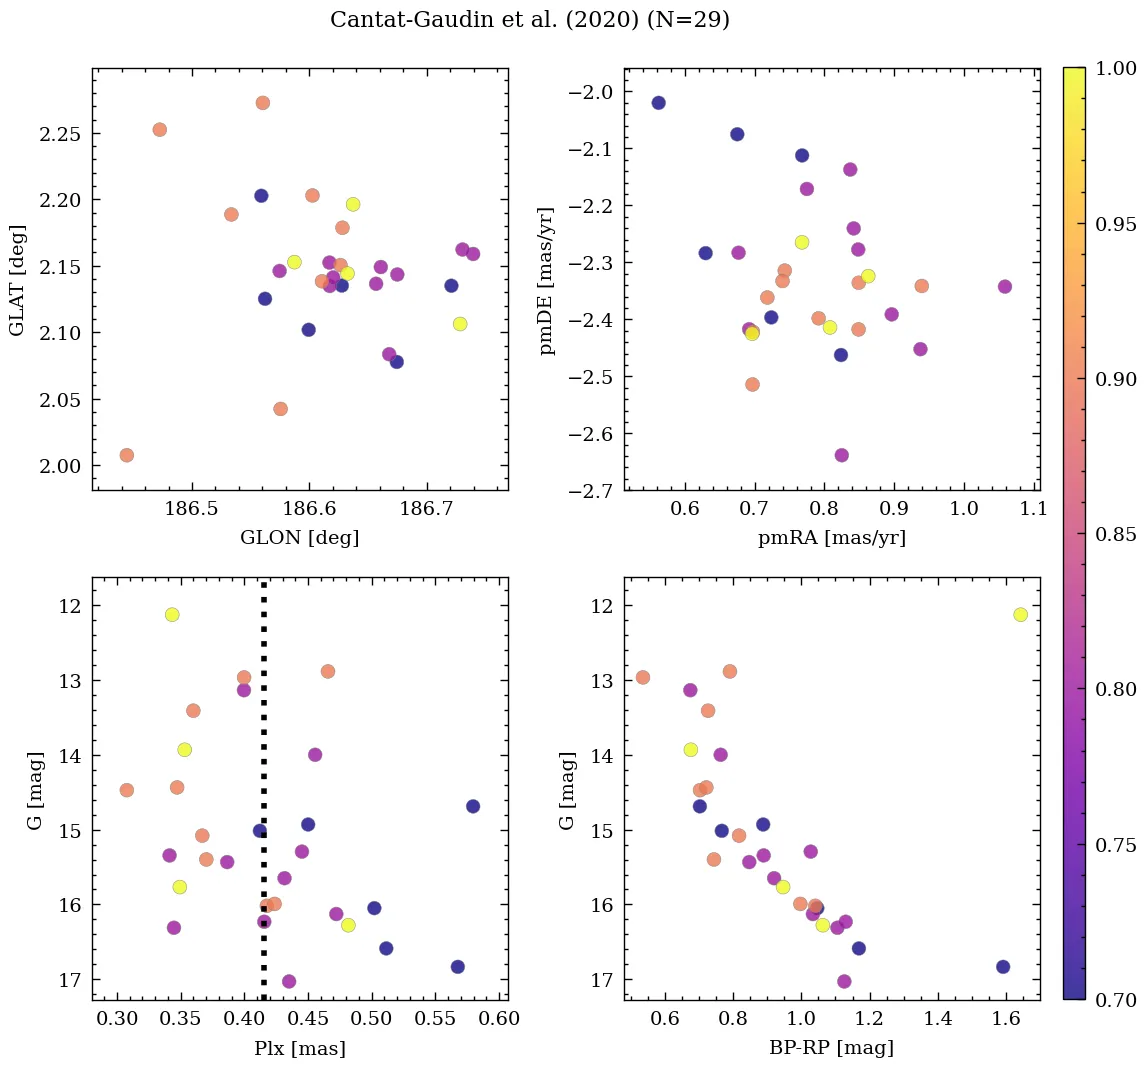 Cantat-Gaudin et al. (2020) (N=29)
2.25
2.20
2.15
2.10
2.05
2.00
GLAT [deg]
186.5 186.6 186.7
GLON [deg]
−2.0
−2.1
−2.2
−2.3
−2.4
−2.5
−2.6
−2.7
pmDE [mas/yr]
0.6 0.7 0.8 0.9 1.0 1.1
pmRA [mas/yr]
12
13
14
15
16
17
G [mag]
0.30 0.35 0.40 0.45 0.50 0.55 0.60
Plx [mas]
12
13
14
15
16
17
G [mag]
0.6 0.8 1.0 1.2 1.4 1.6
BP-RP [mag]
1.00
0.95
0.90
0.85
0.80
0.75
0.70